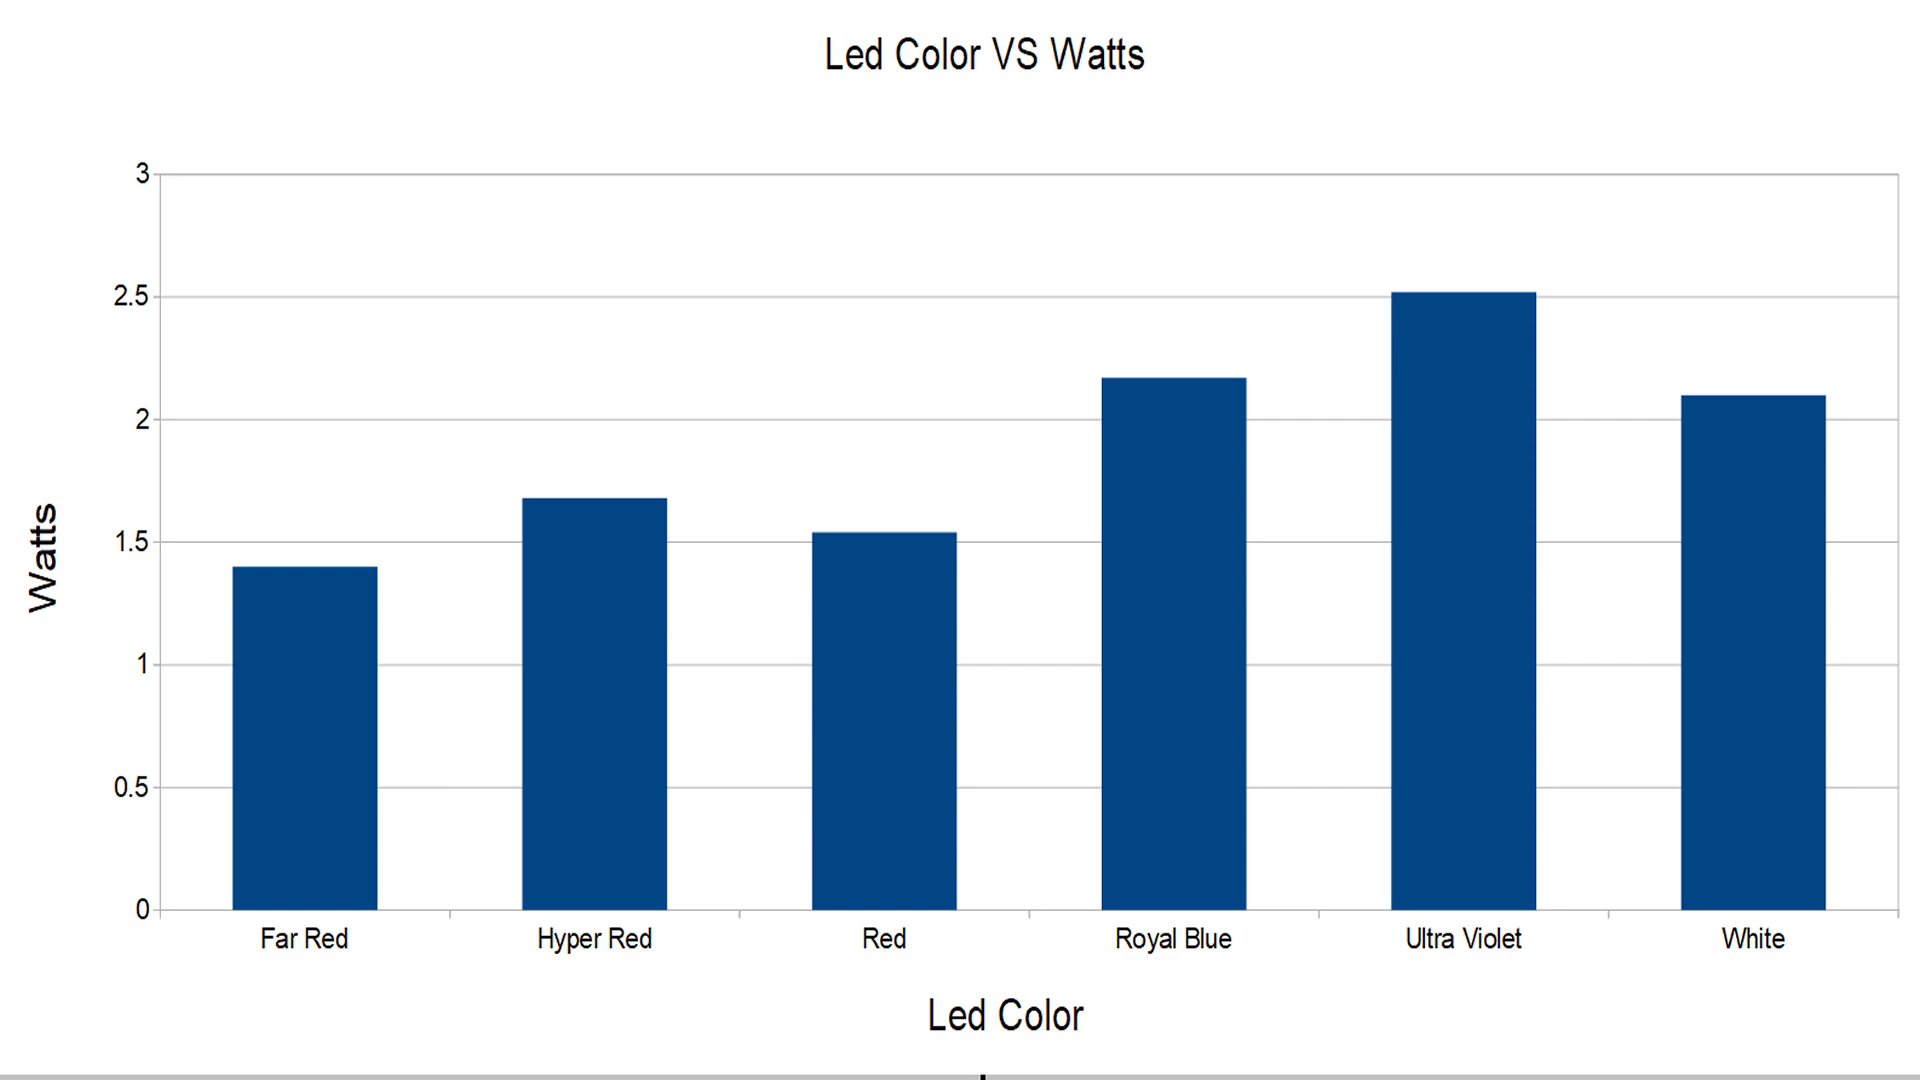 Led Color VS Watts
3
2.5
2
1.5
1
0.5
0
Watts
Far Red
Hyper Red
Red
Royal Blue
Ultra Violet
White
Led Color